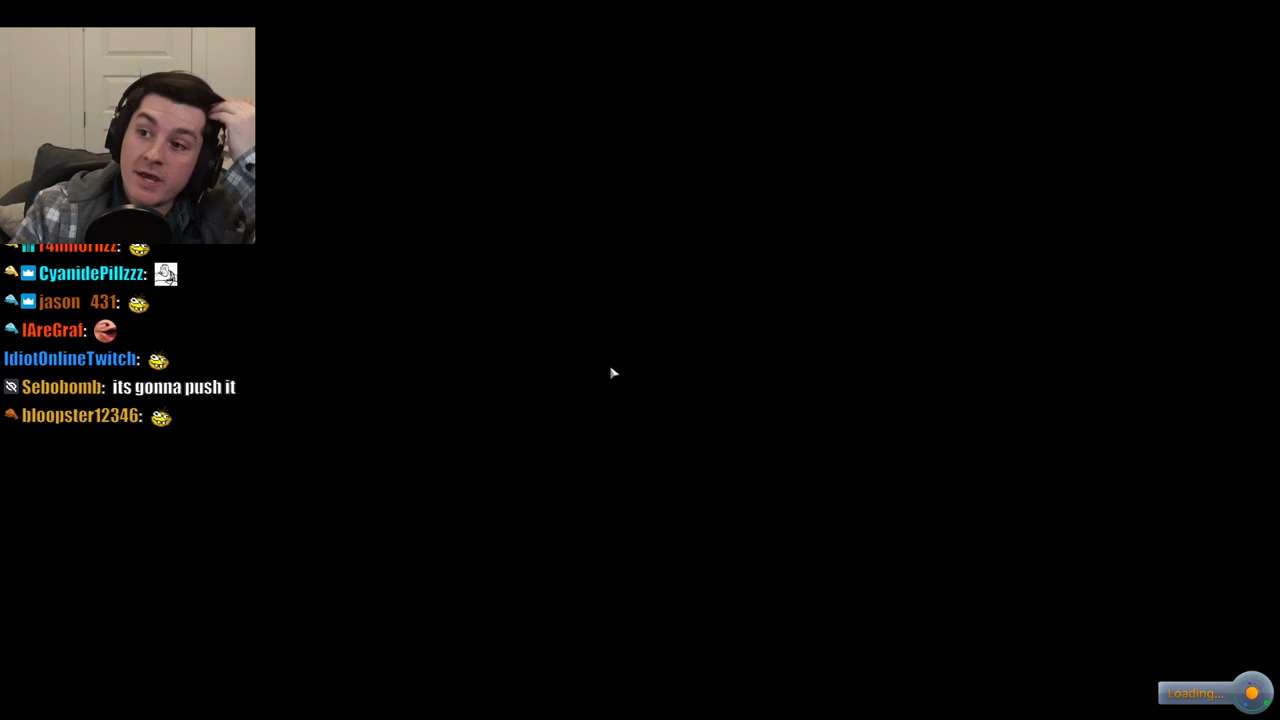 CyanidePillzzz:
jason_431:
IAreGraf:
IdiotOnlineTwitch:
Sebobomb: its gonna push it
bloopster12346:
Loading...